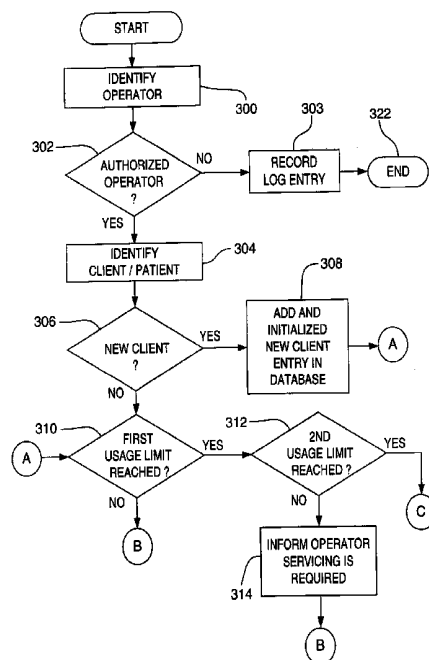 START
IDENTIFY
OPERATOR
300
302
AUTHORIZED
OPERATOR
?
NO
303
RECORD
LOG ENTRY
322
END
YES
IDENTIFY
CLIENT / PATIENT
304
306
NEW CLIENT
?
YES
308
ADD AND
INITIALIZED
NEW CLIENT
ENTRY IN
DATABASE
A
NO
310
A
FIRST
USAGE LIMIT
REACHED ?
YES
312
2ND
USAGE LIMIT
REACHED ?
YES
C
NO
B
NO
INFORM OPERATOR
SERVICING IS
REQUIRED
314
B